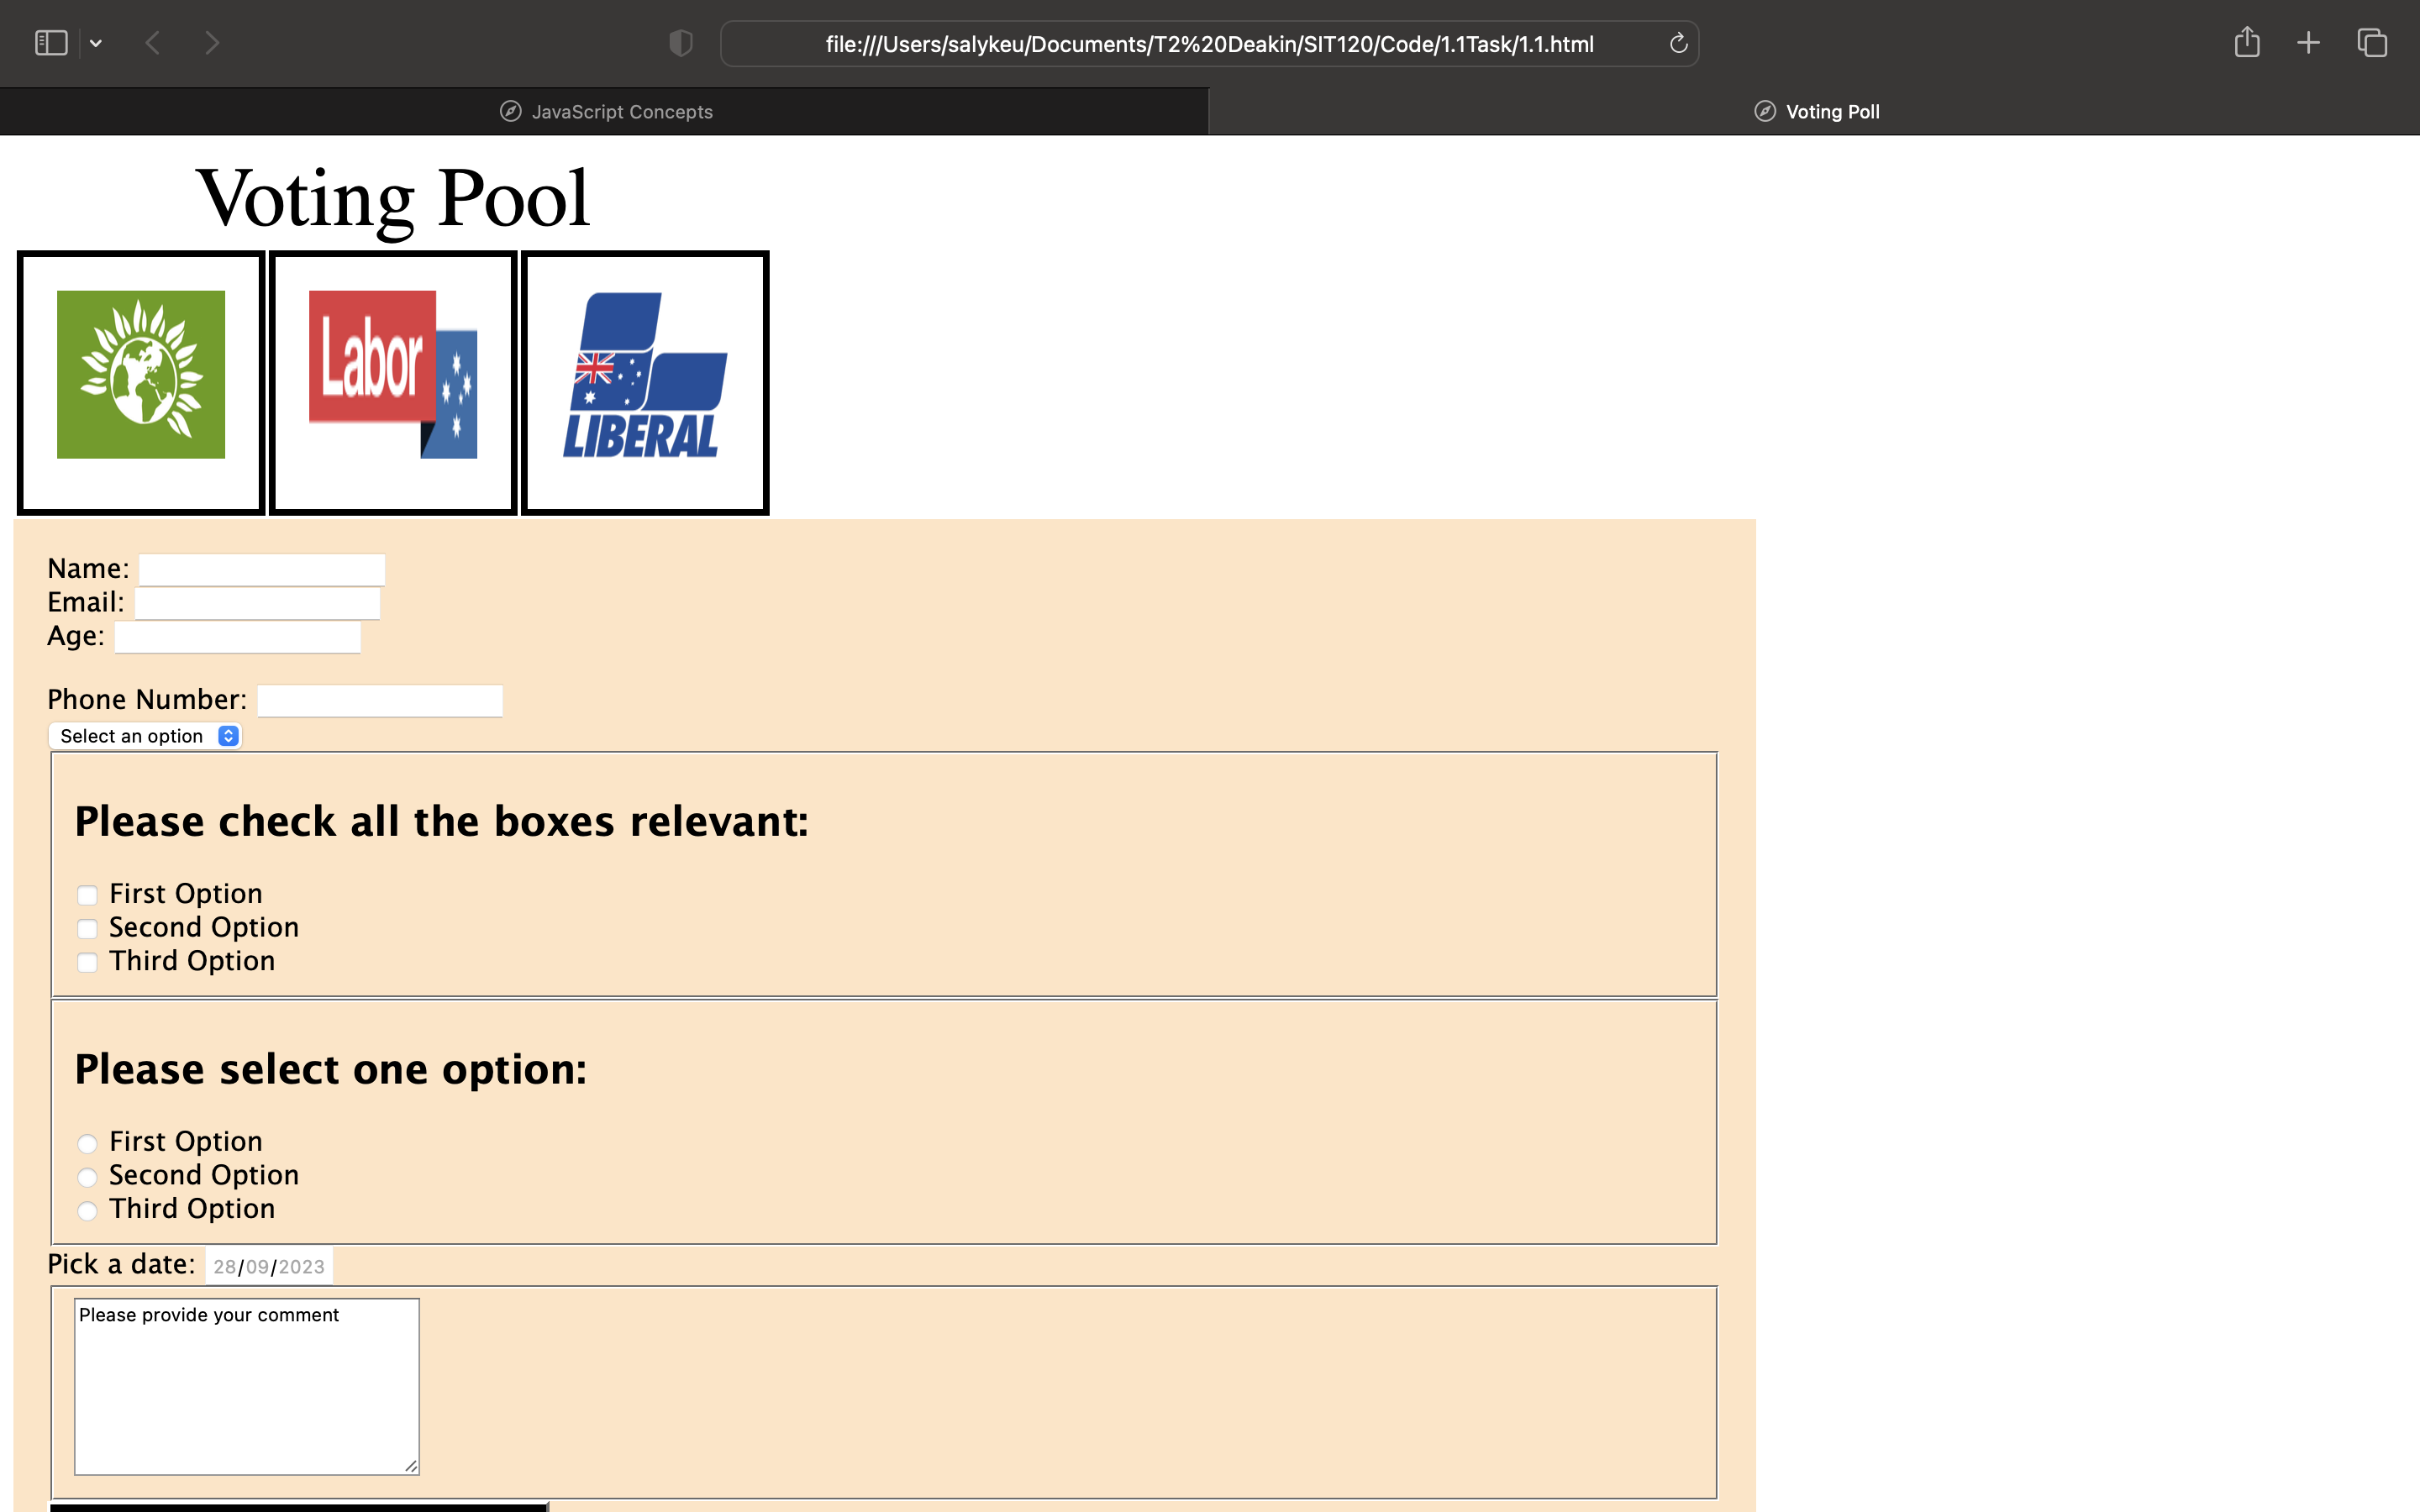 file:///Users/salykeu/Documents/T2%20Deakin/SIT120/Code/1.1Task/1.1.html
JavaScript Concepts
Voting Poll
Voting Pool
Labor
LIBERAL
Name:
Email:
Age:
Phone Number:
Select an option
Please check all the boxes relevant:
First Option
Second Option
Third Option
Please select one option:
First Option
Second Option
Third Option
Pick a date: 28/09/2023
Please provide your comment